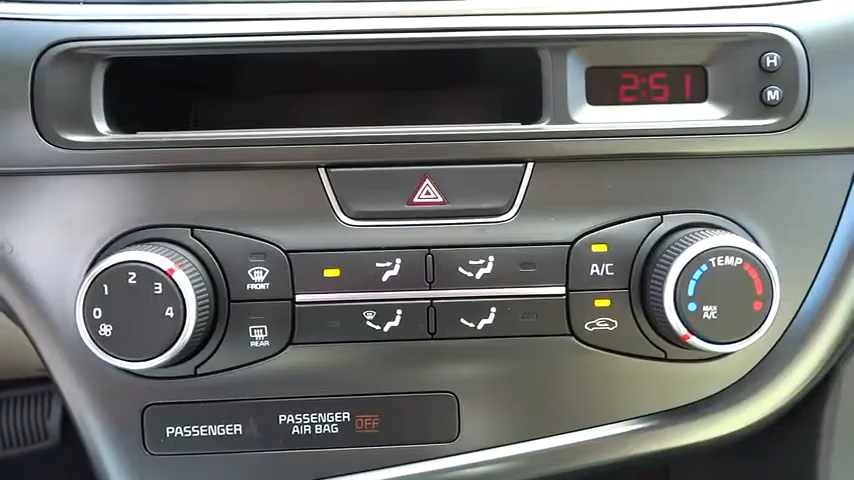 2:51
H
M
0 1 2 3 4
FRONT
REAR
A/C
TEMP
MAX
A/C
PASSENGER
PASSENGER
AIR BAG
OFF